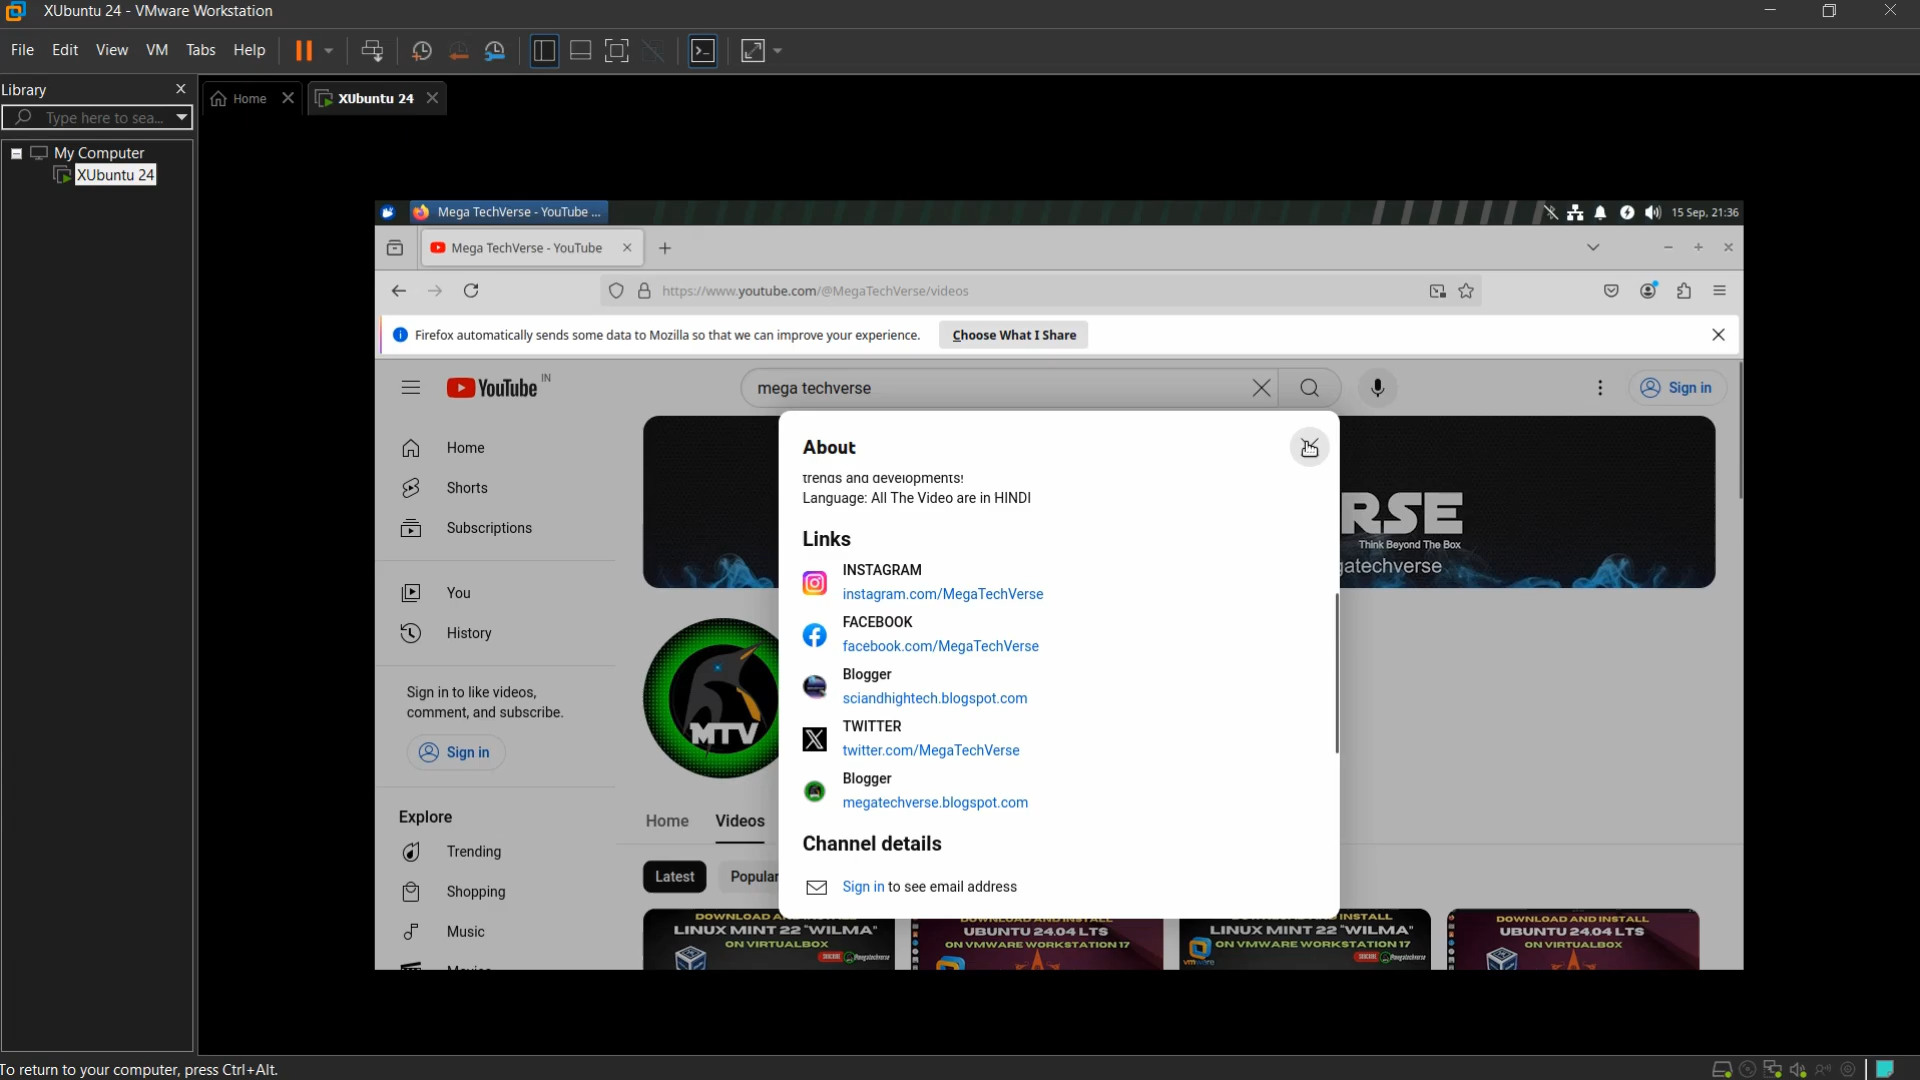 XUbuntu 24 - VMware Workstation
File Edit View VM Tabs Help
Library
Type here to sea...
My Computer
XUbuntu 24
Home
XUbuntu 24
Mega TechVerse - YouTube ...
15 Sep, 21:36
Mega TechVerse - YouTube
https://www.youtube.com/@MegaTechVerse/videos
Firefox automatically sends some data to Mozilla so that we can improve your experience.
Choose What I Share
YouTube IN
mega techverse
Sign in
Home
Shorts
Subscriptions
You
History
Sign in to like videos,
comment, and subscribe.
Sign in
Explore
Trending
Shopping
Music
RSE
Think Beyond The Box
gatechverse
MTV
Home Videos
Latest Popular
About
trends and developments!
Language: All The Video are in HINDI
Links
INSTAGRAM
instagram.com/MegaTechVerse
FACEBOOK
facebook.com/MegaTechVerse
Blogger
sciandhightech.blogspot.com
TWITTER
twitter.com/MegaTechVerse
Blogger
megatechverse.blogspot.com
Channel details
Sign in to see email address
LINUX MINT 22 "WILMA"
ON VIRTUALBOX
DOWNLOAD AND INSTALL
UBUNTU 24.04 LTS
ON VMWARE WORKSTATION 17
LINUX MINT 22 "WILMA"
ON VMWARE WORKSTATION 17
DOWNLOAD AND INSTALL
UBUNTU 24.04 LTS
ON VIRTUALBOX
To return to your computer, press Ctrl+Alt.